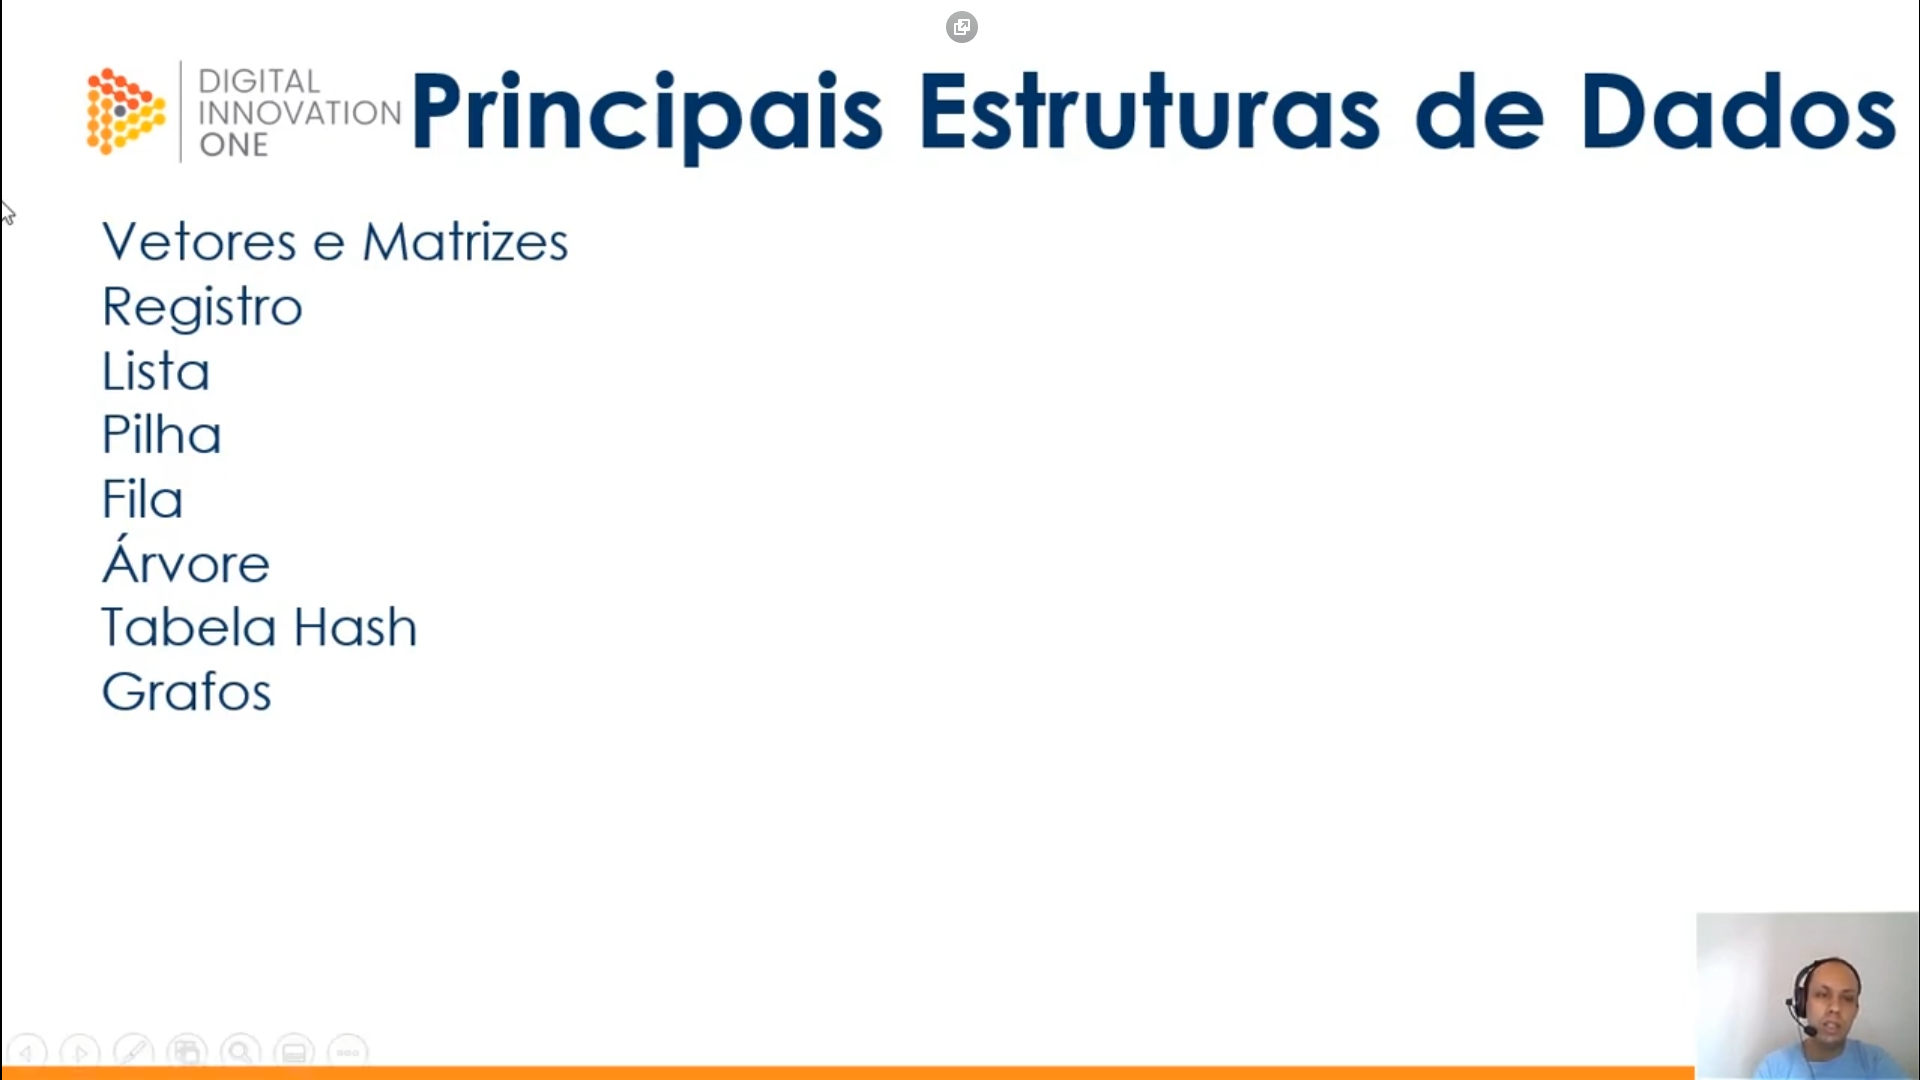 DIGITAL
INNOVATION
ONE
Principais Estruturas de Dados
Vetores e Matrizes
Registro
Lista
Pilha
Fila
Árvore
Tabela Hash
Grafos